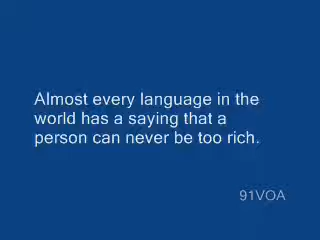 Almost every language in the
world has a saying that a
person can never be too rich.
91VOA